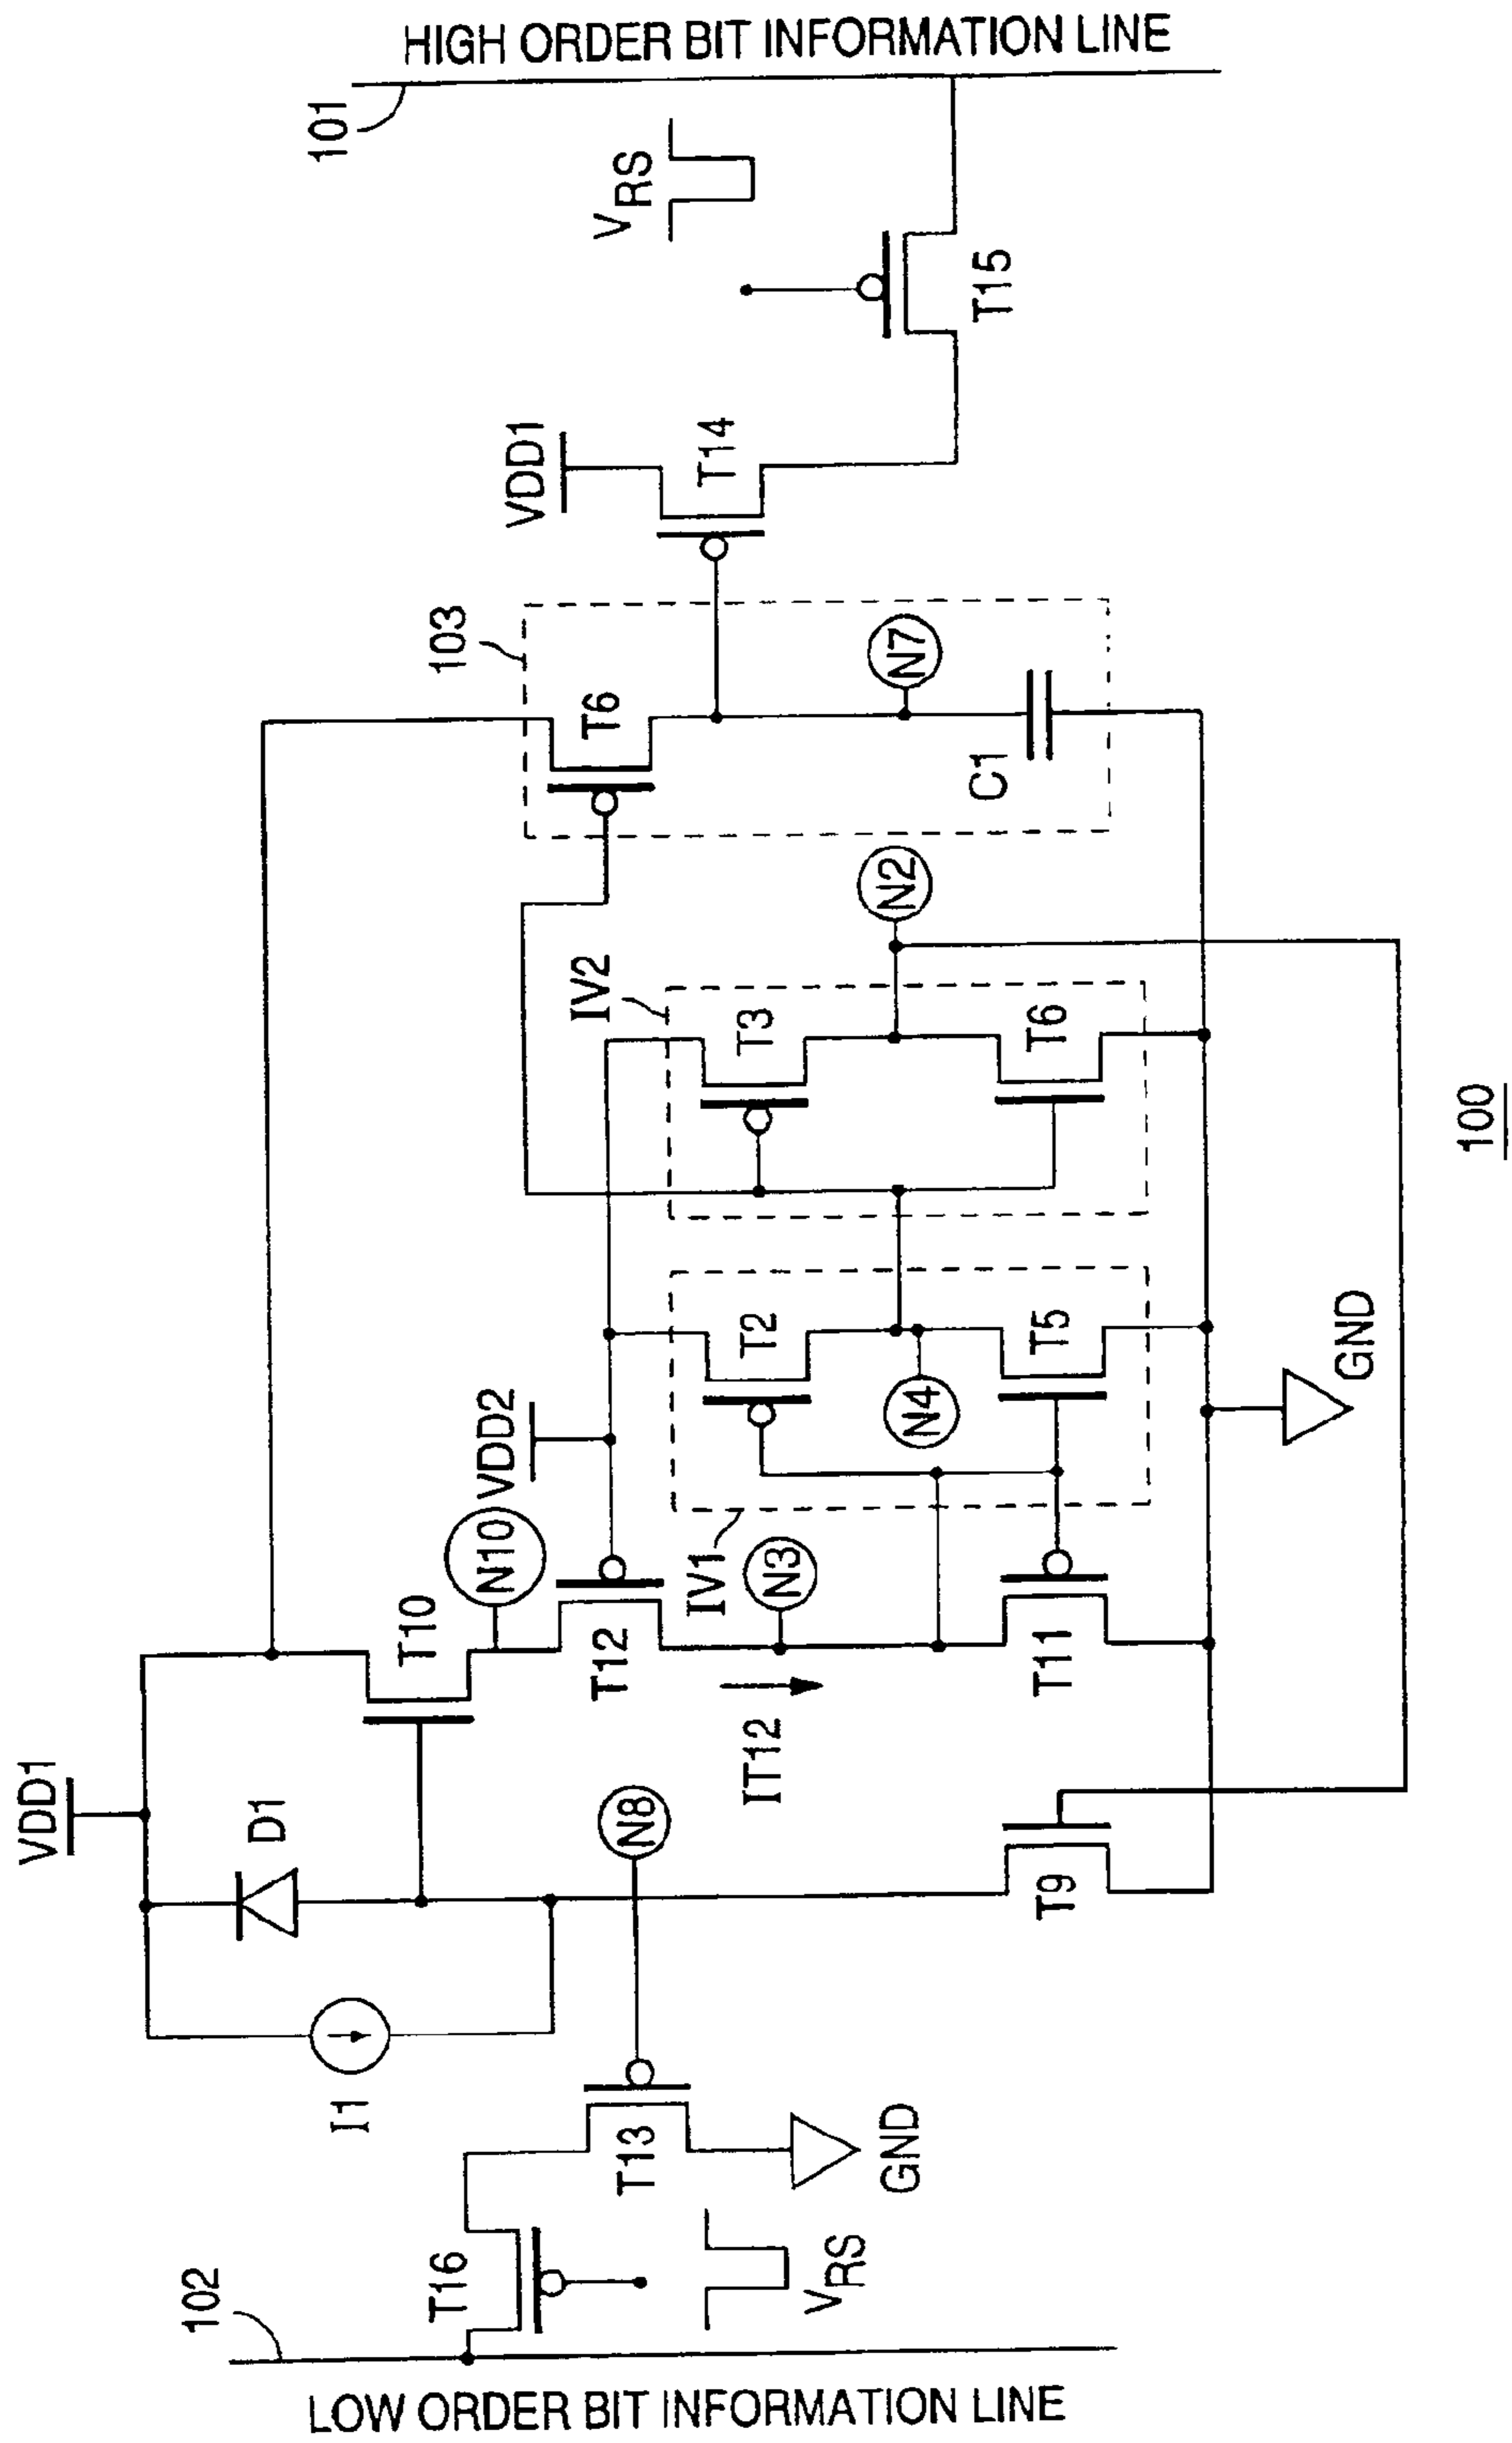 HIGH ORDER BIT INFORMATION LINE
101
VRS
T15
VDD1
T14
103
T6
N7
C1
N2
IV2
T3
T6
100
VDD2
T2
N4
T5
GND
N10
IV1
N3
T10
T12
T11
IT12
VDD1
D1
N8
T9
I1
T13
GND
T16
VRS
102
LOW ORDER BIT INFORMATION LINE